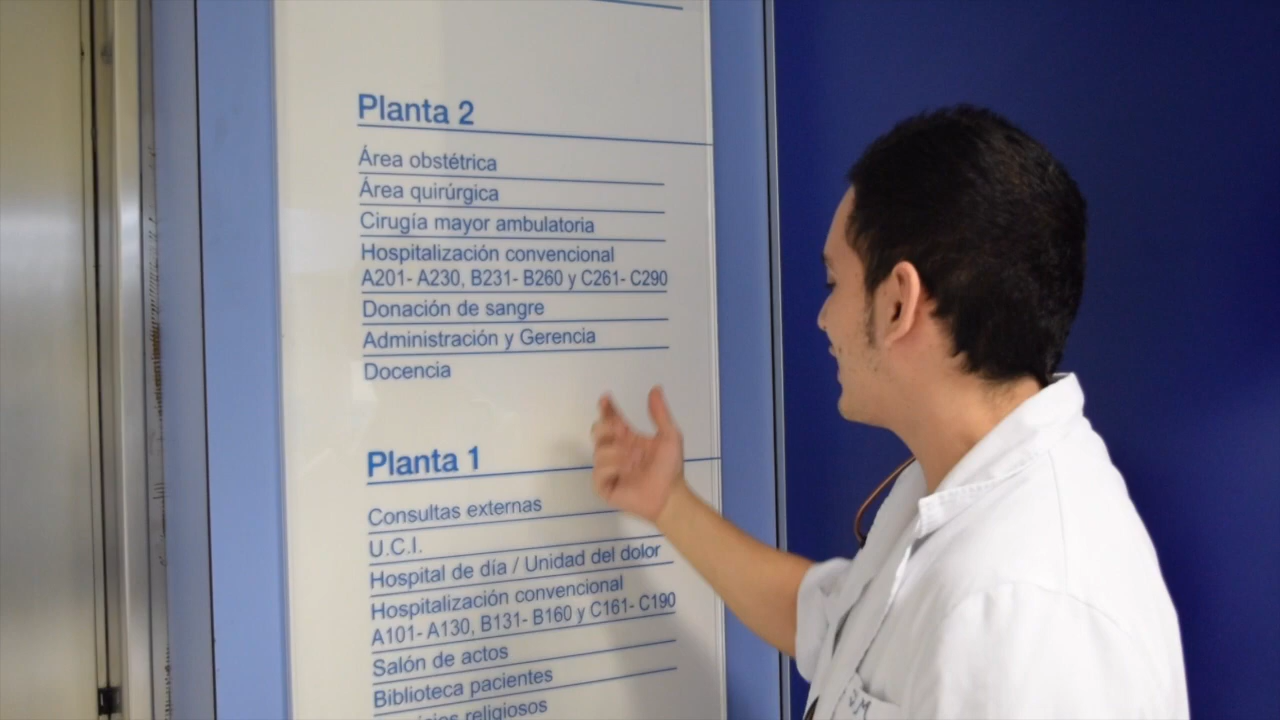 Planta 2
Área obstétrica
Área quirúrgica
Cirugía mayor ambulatoria
Hospitalización convencional
A201- A230, B231- B260 y C261- C290
Donación de sangre
Administración y Gerencia
Docencia
Planta 1
Consultas externas
U.C.I.
Hospital de día / Unidad del dolor
Hospitalización convencional
A101- A130, B131- B160 y C161- C190
Salón de actos
Biblioteca pacientes
religiosos